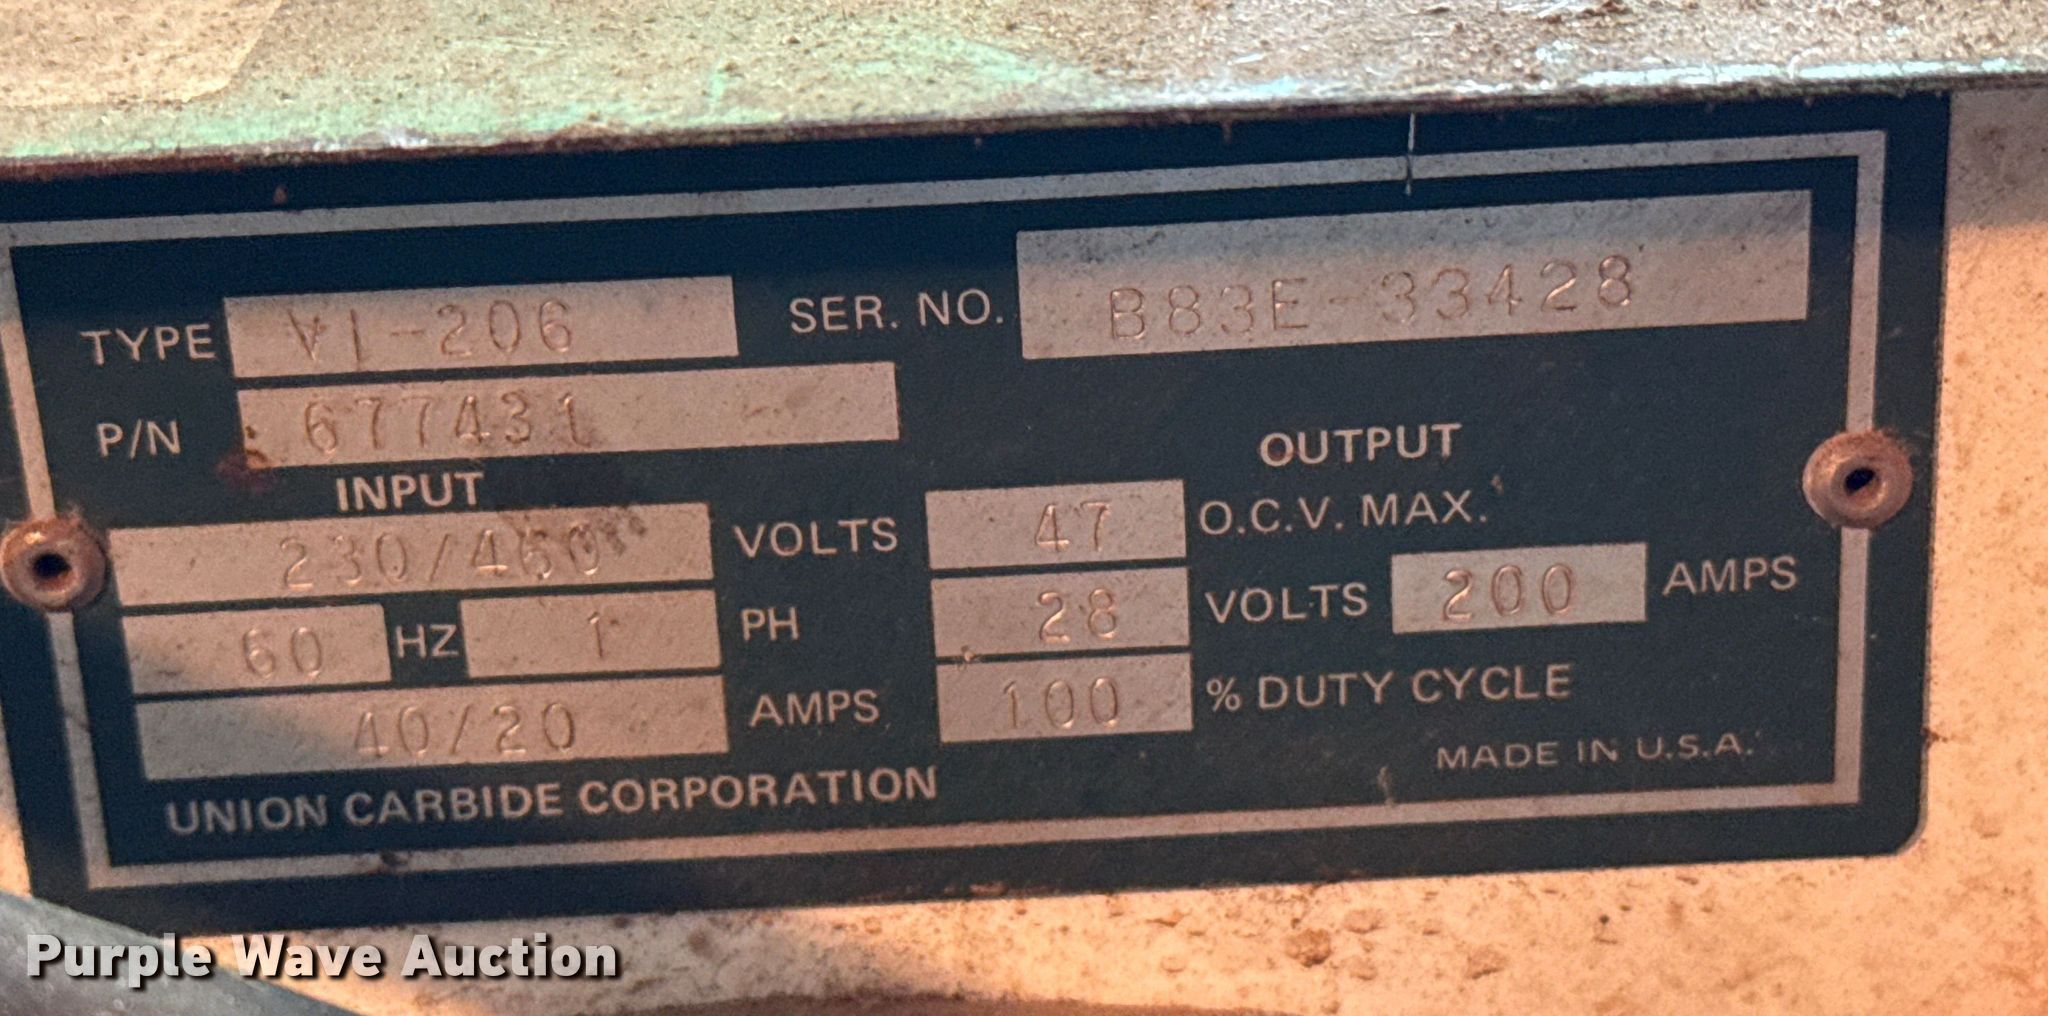 TYPE VI-206 SER. NO. B83E-33428
P/N 677431
INPUT OUTPUT
230/460 VOLTS 47 O.C.V. MAX.
60 HZ 1 PH 28 VOLTS 200 AMPS
40/20 AMPS 100 % DUTY CYCLE
MADE IN U.S.A.
UNION CARBIDE CORPORATION
Purple Wave Auction